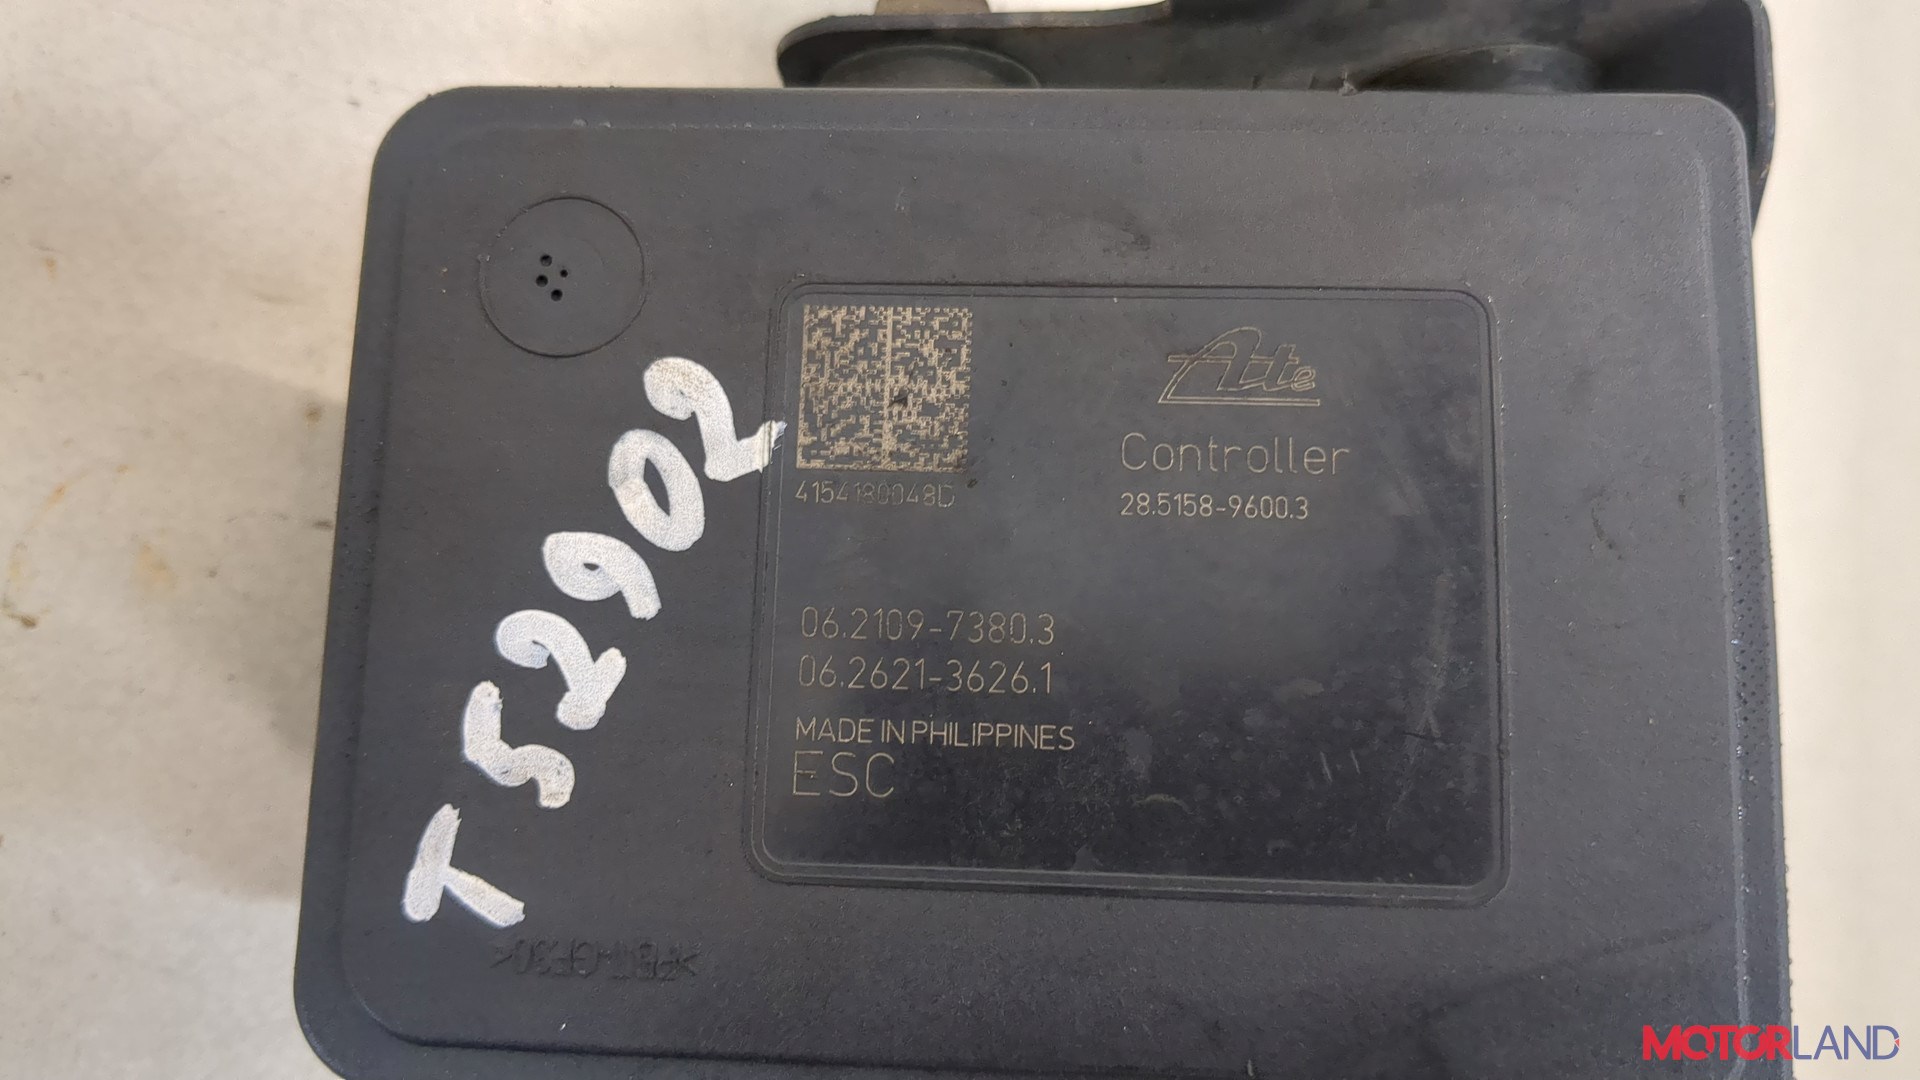 Ate
Controller
4154180048D
28.5158-9600.3
T52902
06.2109-7380.3
06.2621-3626.1
MADE IN PHILIPPINES
ESC
MOTORLAND